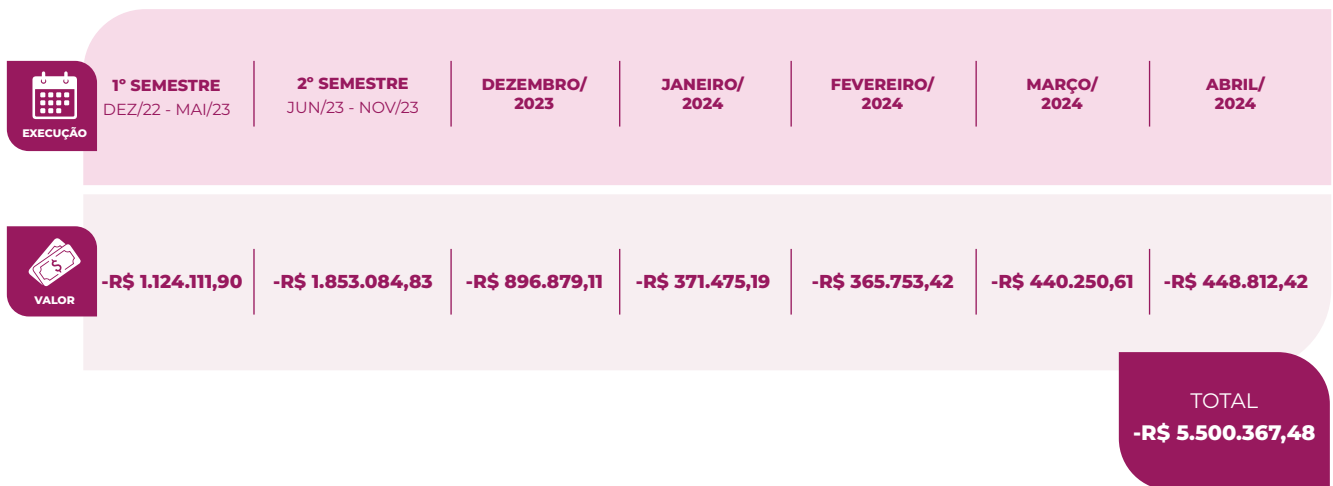 EXECUÇÃO
1º SEMESTRE
DEZ/22 - MAI/23
2º SEMESTRE
JUN/23 - NOV/23
DEZEMBRO/
2023
JANEIRO/
2024
FEVEREIRO/
2024
MARÇO/
2024
ABRIL/
2024
VALOR
-R$ 1.124.111,90
-R$ 1.853.084,83
-R$ 896.879,11
-R$ 371.475,19
-R$ 365.753,42
-R$ 440.250,61
-R$ 448.812,42
TOTAL
-R$ 5.500.367,48